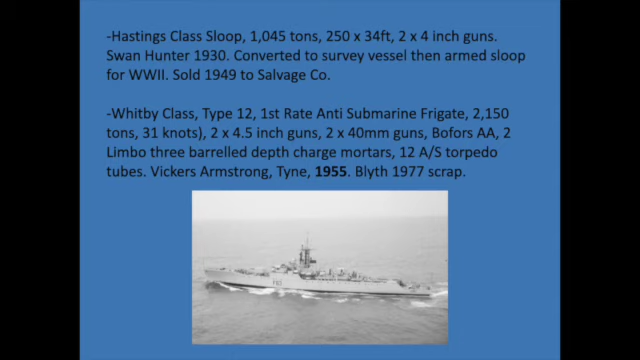 -Hastings Class Sloop, 1,045 tons, 250 x 34ft, 2 x 4 inch guns.
Swan Hunter 1930. Converted to survey vessel then armed sloop
for WWII. Sold 1949 to Salvage Co.
-Whitby Class, Type 12, 1st Rate Anti Submarine Frigate, 2,150
tons, 31 knots), 2 x 4.5 inch guns, 2 x 40mm guns, Bofors AA, 2
Limbo three barrelled depth charge mortars, 12 A/S torpedo
tubes. Vickers Armstrong, Tyne, 1955. Blyth 1977 scrap.